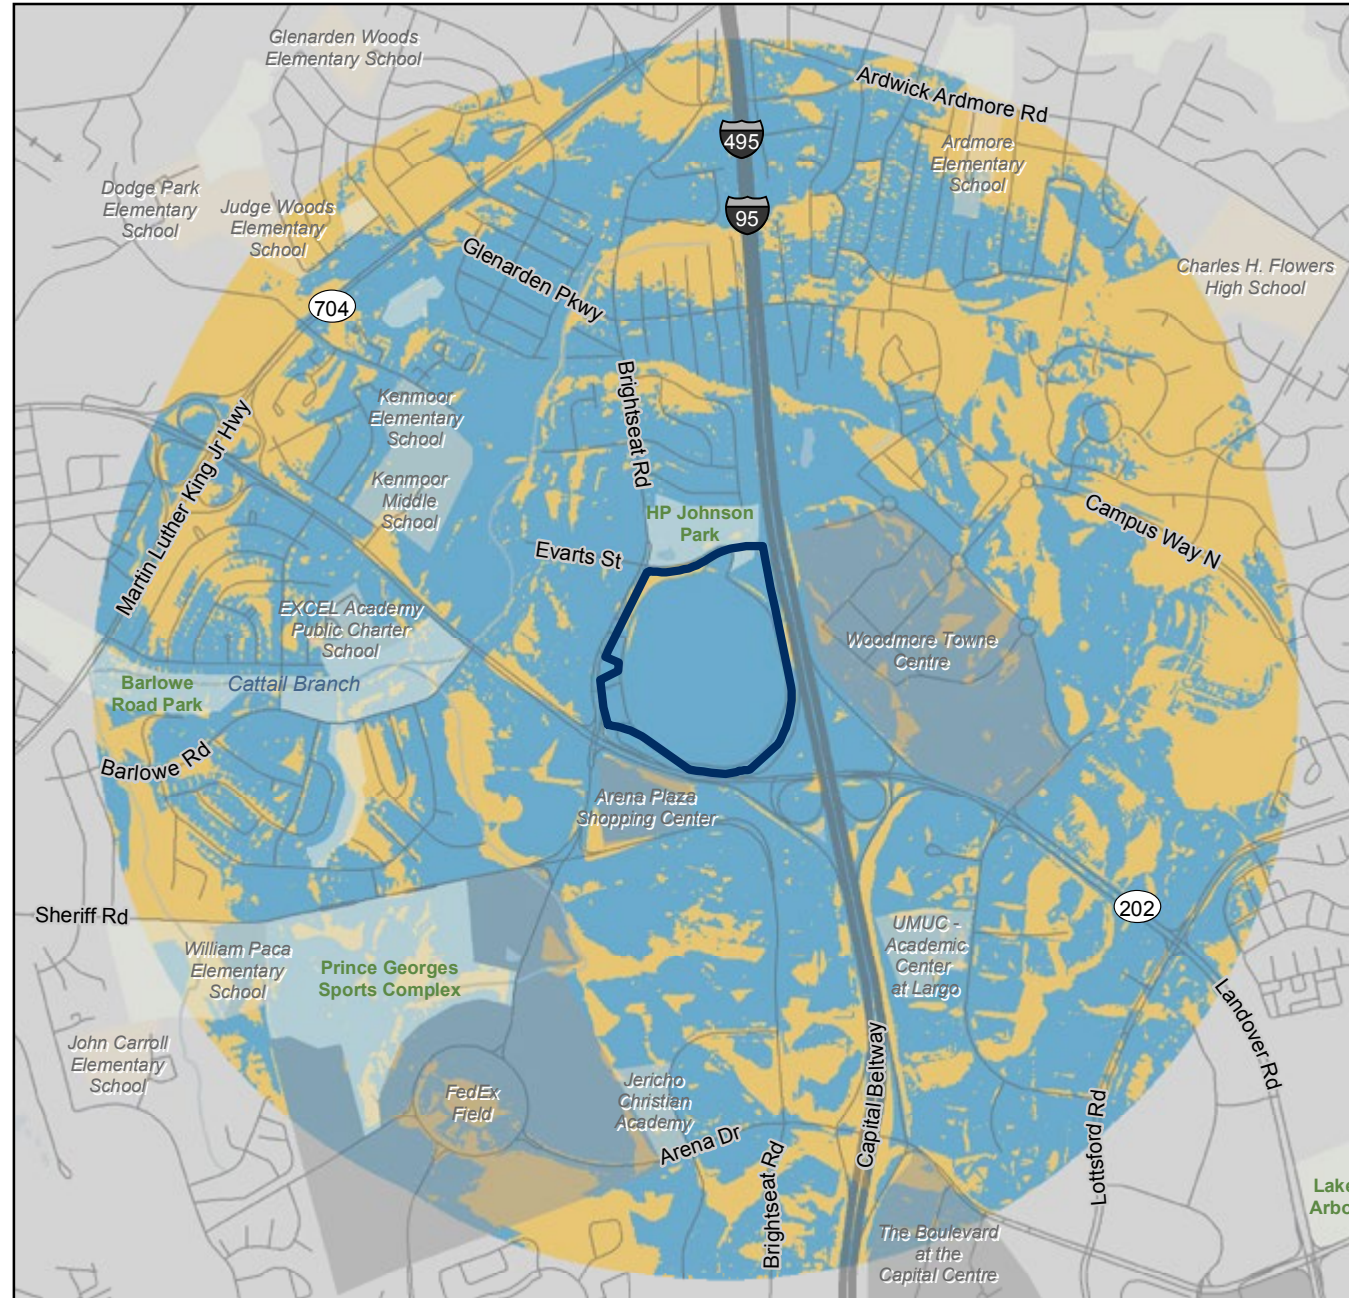 Glenarden Woods
Elementary School
Ardwick Ardmore Rd
495
Ardmore
Elementary
School
Dodge Park
Elementary
School
Judge Woods
Elementary
School
95
Glenarden Pkwy
Charles H. Flowers
High School
704
Brightseat Rd
Kenmoor
Elementary
School
Martin Luther King Jr Hwy
Kenmoor
Middle
School
HP Johnson
Park
Campus Way N
Evarts St
EXCEL Academy
Public Charter
School
Woodmore Towne
Centre
Barlowe
Road Park
Cattail Branch
Barlowe Rd
Arena Plaza
Shopping Center
Sheriff Rd
202
UMUC -
Academic
Center
at Largo
William Paca
Elementary
School
Prince Georges
Sports Complex
Landover Rd
John Carroll
Elementary
School
FedEx
Field
Jericho
Christian
Academy
Capital Beltway
Arena Dr
Lottsford Rd
Brightseat Rd
Lake
Arbo
The Boulevard
at the
Capital Centre